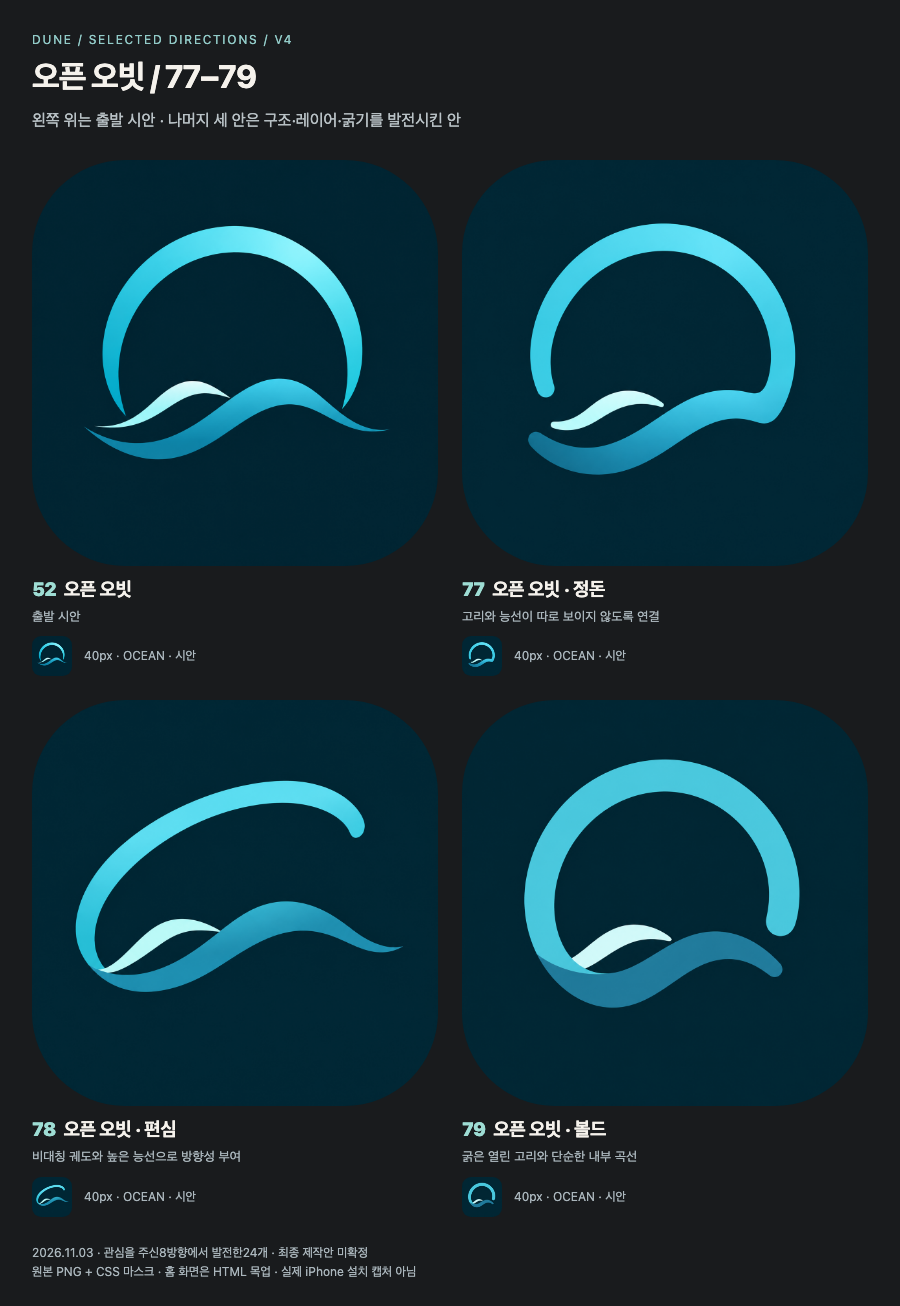 DUNE / SELECTED DIRECTIONS / V4
오픈 오빗 / 77–79
왼쪽 위는 출발 시안 · 나머지 세 안은 구조·레이어·굵기를 발전시킨 안
52 오픈 오빗
출발 시안
40px · OCEAN · 시안
77 오픈 오빗 · 정돈
고리와 능선이 따로 보이지 않도록 연결
40px · OCEAN · 시안
78 오픈 오빗 · 편심
비대칭 궤도와 높은 능선으로 방향성 부여
40px · OCEAN · 시안
79 오픈 오빗 · 볼드
굵은 열린 고리와 단순한 내부 곡선
40px · OCEAN · 시안
2026.11.03 · 관심을 주신8방향에서 발전한24개 · 최종 제작안 미확정
원본 PNG + CSS 마스크 · 홈 화면은 HTML 목업 · 실제 iPhone 설치 캡처 아님